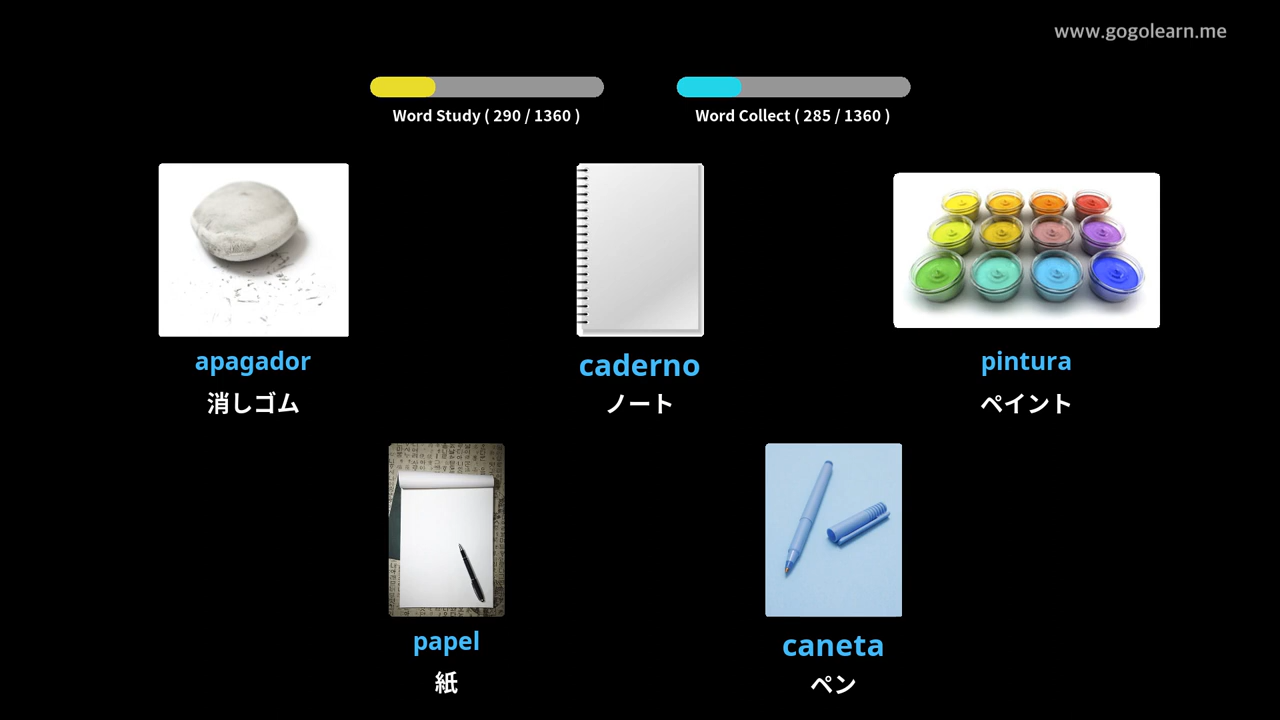 www.gogolearn.me
Word Study ( 290 / 1360 )
Word Collect ( 285 / 1360 )
apagador
消しゴム
caderno
ノート
pintura
ペイント
papel
紙
caneta
ペン